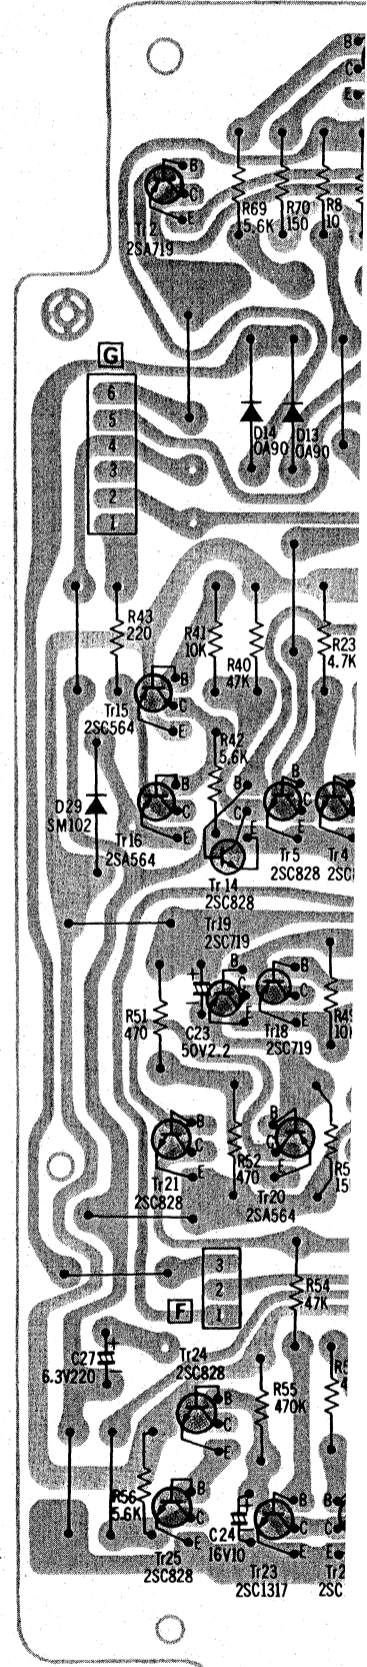 B
C
E
B
C
E
Tr2
2SA719
R69
5.6K
R70
150
R8
10
G
6
5
4
3
2
1
D14
OA90
D13
OA90
R43
220
R41
10K
R40
47K
R23
4.7K
B
C
E
Tr15
2SC564
R42
5.6K
D29
SM102
B
C
E
Tr16
2SA564
B
C
E
Tr14
2SC828
B
C
E
Tr5
2SC828
B
C
E
Tr4
Tr19
2SC719
B
C
E
B
C
E
Tr18
2SC719
R51
470
C23
50V2.2
B
C
E
Tr21
2SC828
R52
470
B
C
E
Tr20
2SA564
3
2
1
F
R54
47K
C27
6.3V220
Tr24
2SC828
B
C
E
R55
470K
R56
5.6K
B
C
E
Tr25
2SC828
C24
16V10
B
C
E
Tr23
2SC1317
B
C
E